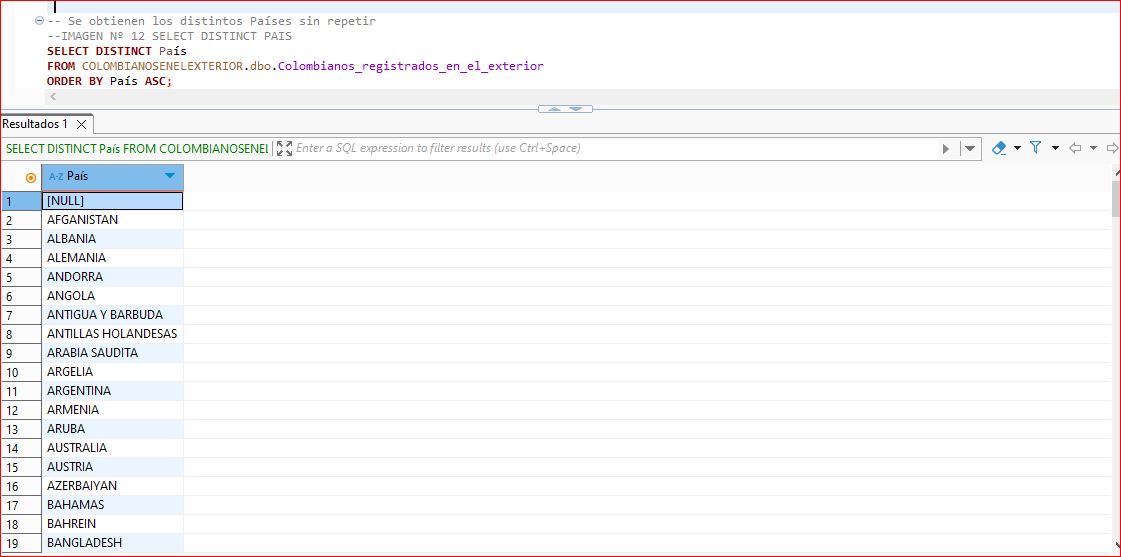 -- Se obtienen los distintos Países sin repetir
--IMAGEN Nº 12 SELECT DISTINCT PAIS
SELECT DISTINCT País
FROM COLOMBIANOSENELEXTERIOR.dbo.Colombianos_registrados_en_el_exterior
ORDER BY País ASC;
Resultados 1
SELECT DISTINCT País FROM COLOMBIANOSENEI Enter a SQL expression to filter results (use Ctrl+Space)
A-Z País
1 [NULL]
2 AFGANISTAN
3 ALBANIA
4 ALEMANIA
5 ANDORRA
6 ANGOLA
7 ANTIGUA Y BARBUDA
8 ANTILLAS HOLANDESAS
9 ARABIA SAUDITA
10 ARGELIA
11 ARGENTINA
12 ARMENIA
13 ARUBA
14 AUSTRALIA
15 AUSTRIA
16 AZERBAIYAN
17 BAHAMAS
18 BAHREIN
19 BANGLADESH